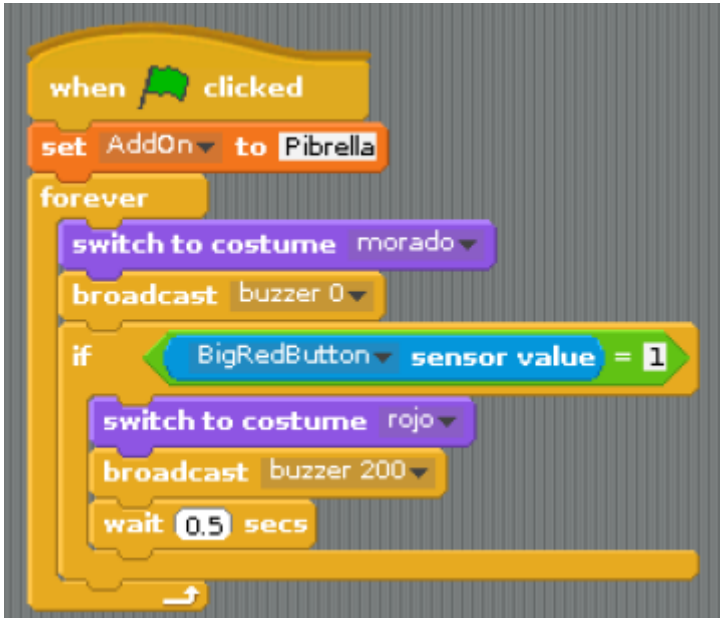 when clicked
set AddOn to Pibrella
forever
switch to costume morado
broadcast buzzer 0
if BigRedButton sensor value = 1
switch to costume rojo
broadcast buzzer 200
wait 0.5 secs